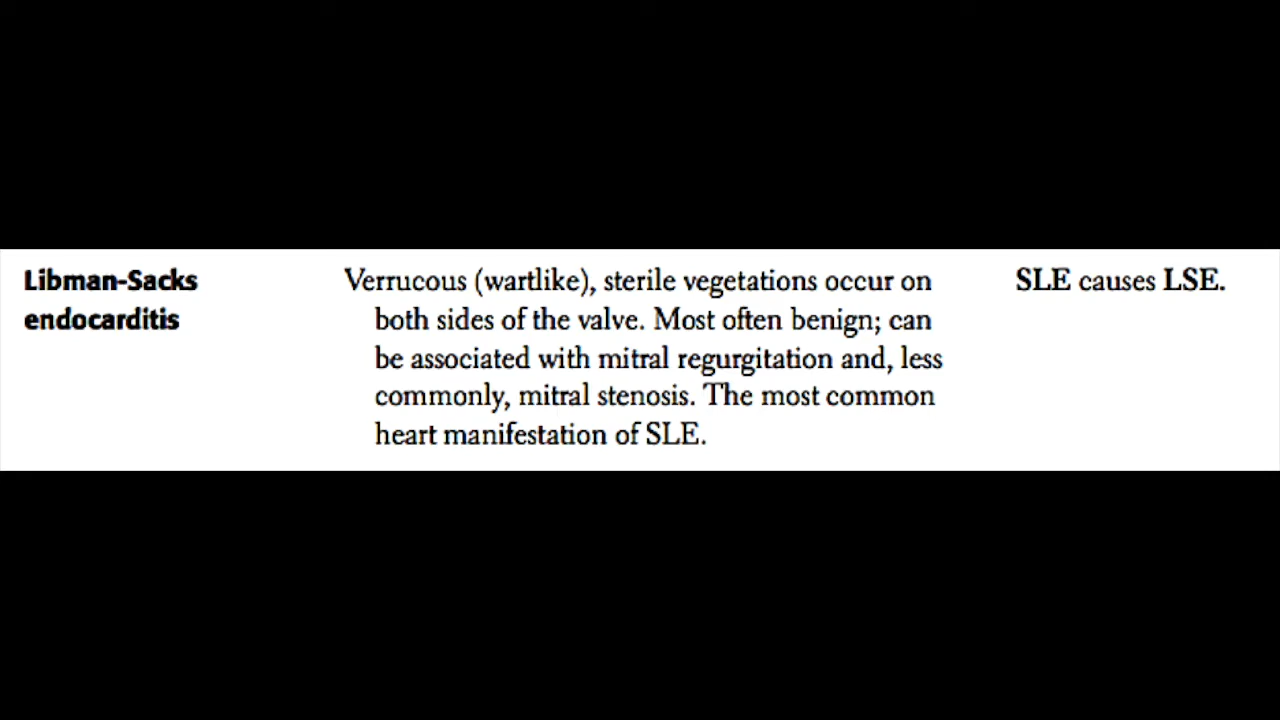 Libman-Sacks
endocarditis
Verrucous (wartlike), sterile vegetations occur on
both sides of the valve. Most often benign; can
be associated with mitral regurgitation and, less
commonly, mitral stenosis. The most common
heart manifestation of SLE.
SLE causes LSE.